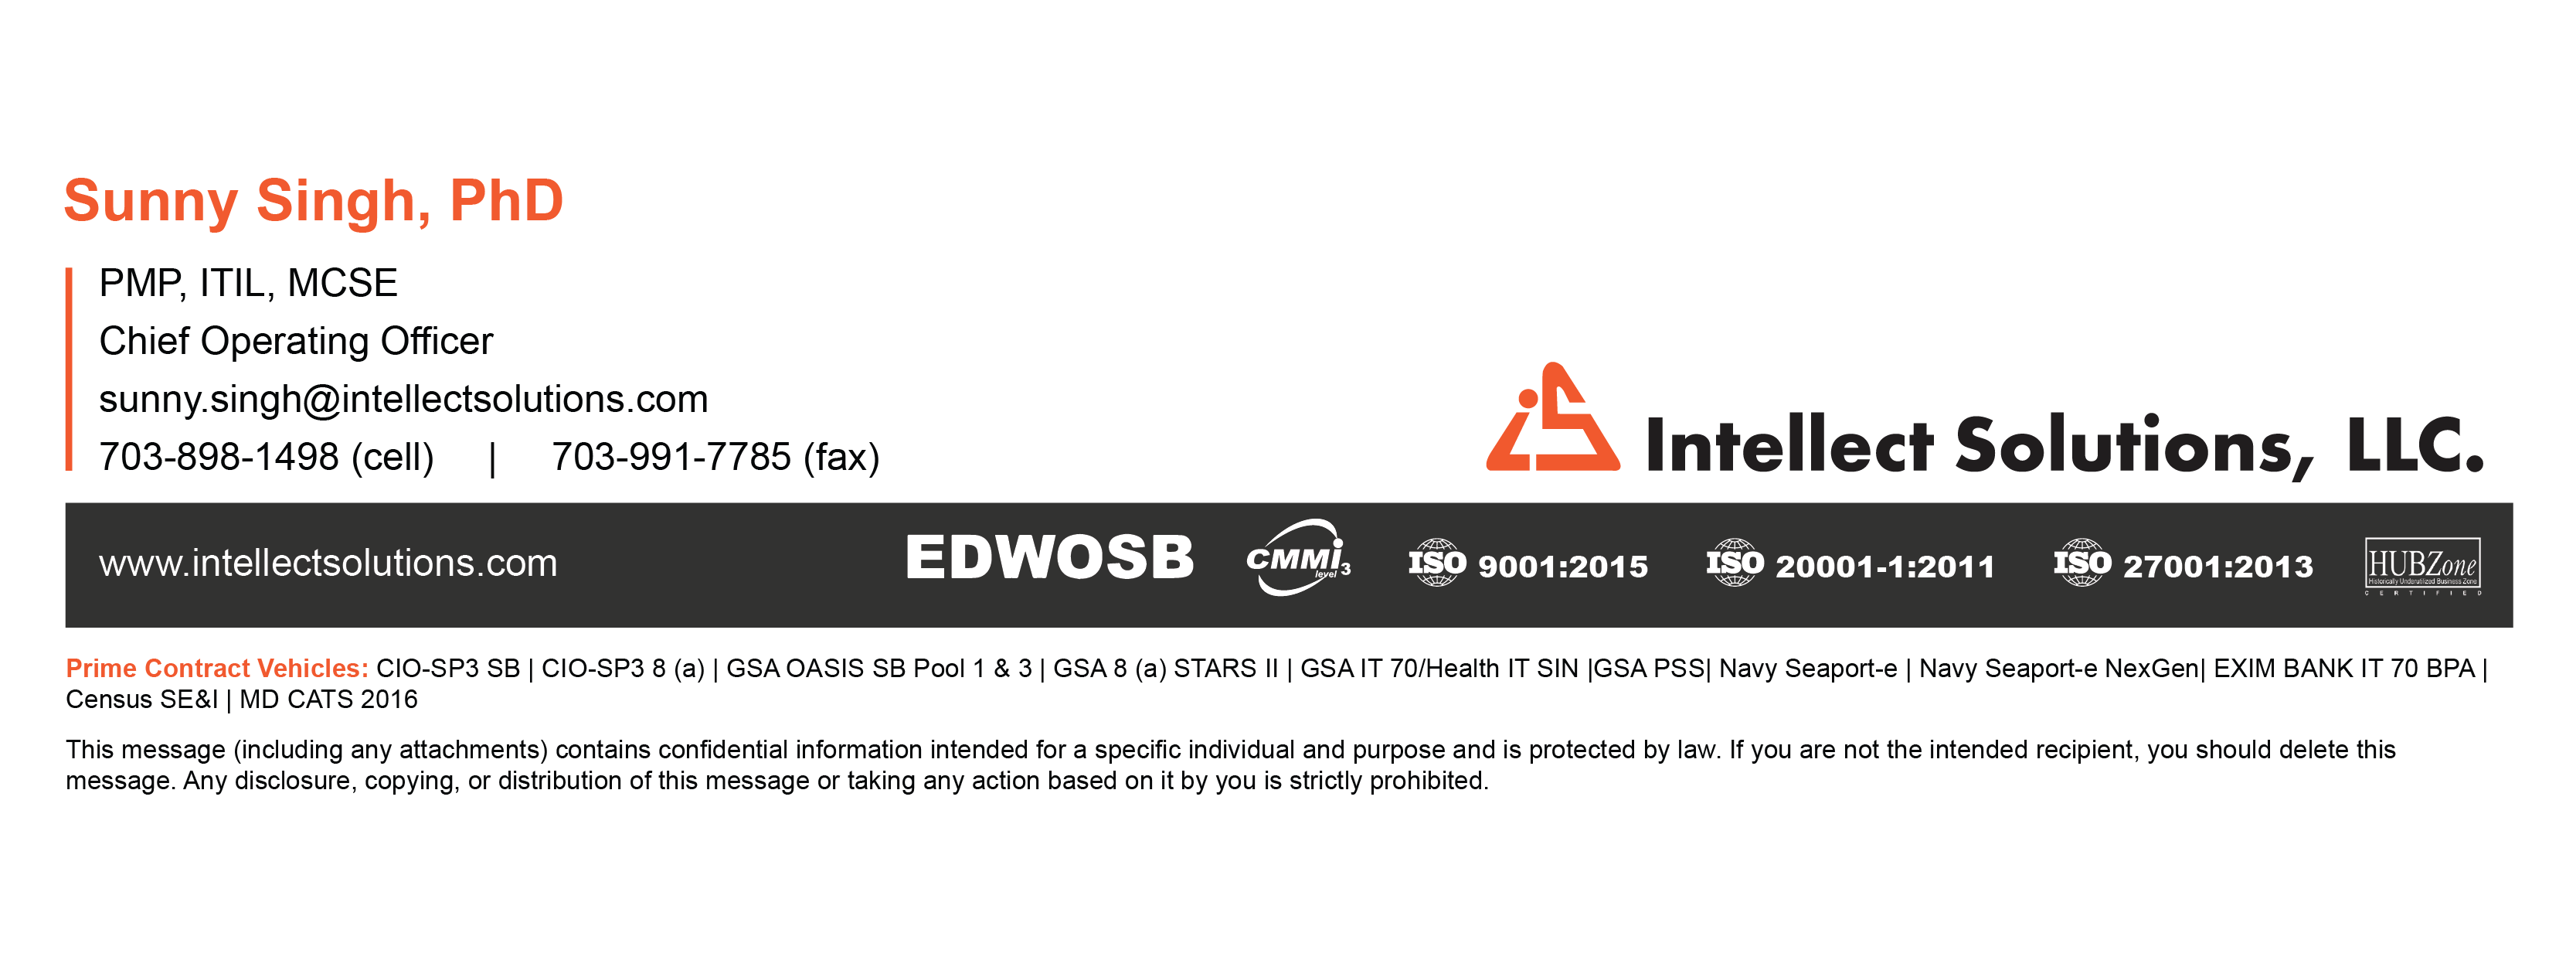 Sunny Singh, PhD
PMP, ITIL, MCSE
Chief Operating Officer
sunny.singh@intellectsolutions.com
703-898-1498 (cell) | 703-991-7785 (fax)
iS Intellect Solutions, LLC.
www.intellectsolutions.com
EDWOSB
CMMi level 3
ISO 9001:2015
ISO 20001-1:2011
ISO 27001:2013
HUBZone
Historically Underutilized Business Zone
CERTIFIED
Prime Contract Vehicles: CIO-SP3 SB | CIO-SP3 8 (a) | GSA OASIS SB Pool 1 & 3 | GSA 8 (a) STARS II | GSA IT 70/Health IT SIN |GSA PSS| Navy Seaport-e | Navy Seaport-e NexGen| EXIM BANK IT 70 BPA |
Census SE&I | MD CATS 2016
This message (including any attachments) contains confidential information intended for a specific individual and purpose and is protected by law. If you are not the intended recipient, you should delete this
message. Any disclosure, copying, or distribution of this message or taking any action based on it by you is strictly prohibited.